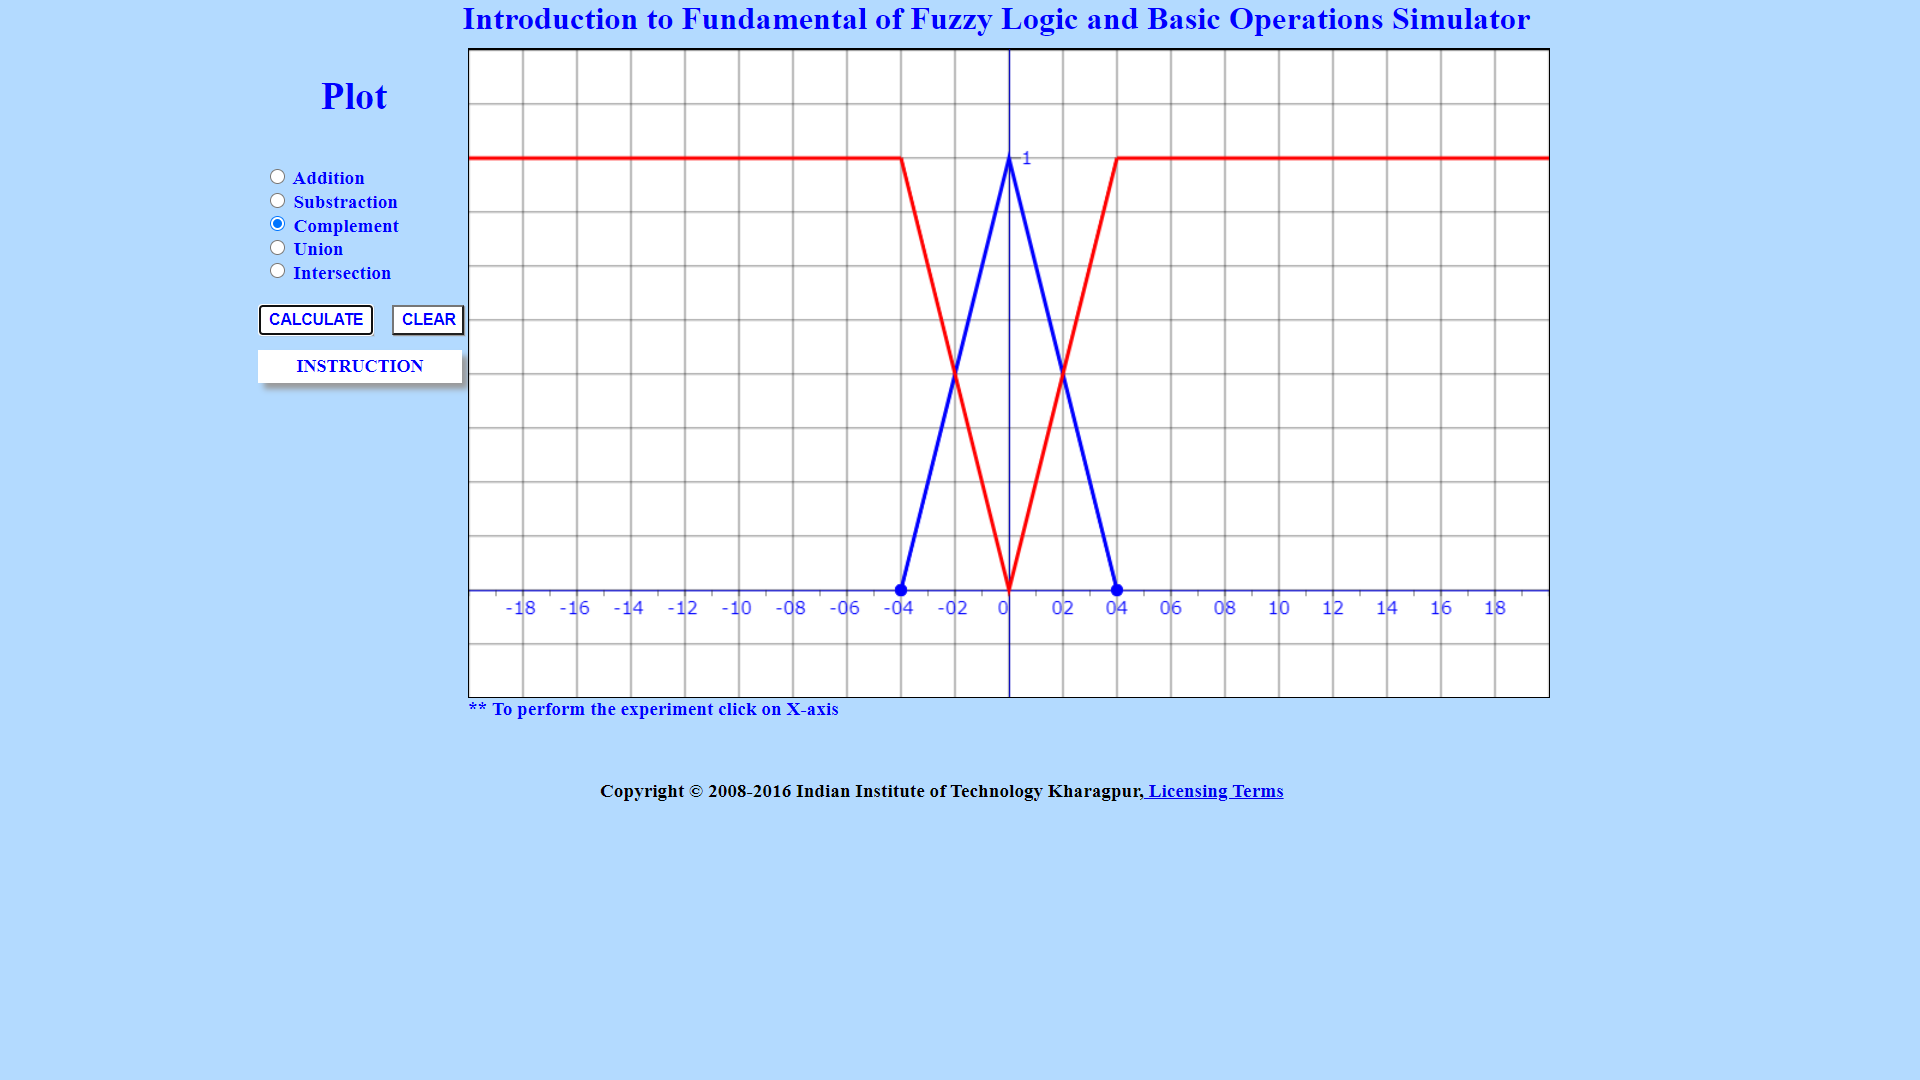 Introduction to Fundamental of Fuzzy Logic and Basic Operations Simulator
Plot
Addition
Substraction
Complement
Union
Intersection
CALCULATE CLEAR
INSTRUCTION
1
-18 -16 -14 -12 -10 -08 -06 -04 -02 0 02 04 06 08 10 12 14 16 18
** To perform the experiment click on X-axis
Copyright © 2008-2016 Indian Institute of Technology Kharagpur, Licensing Terms